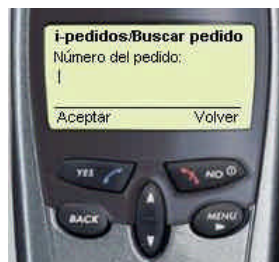 i-pedidos/Buscar pedido
Número del pedido:
Aceptar Volver
YES NO
BACK MENU